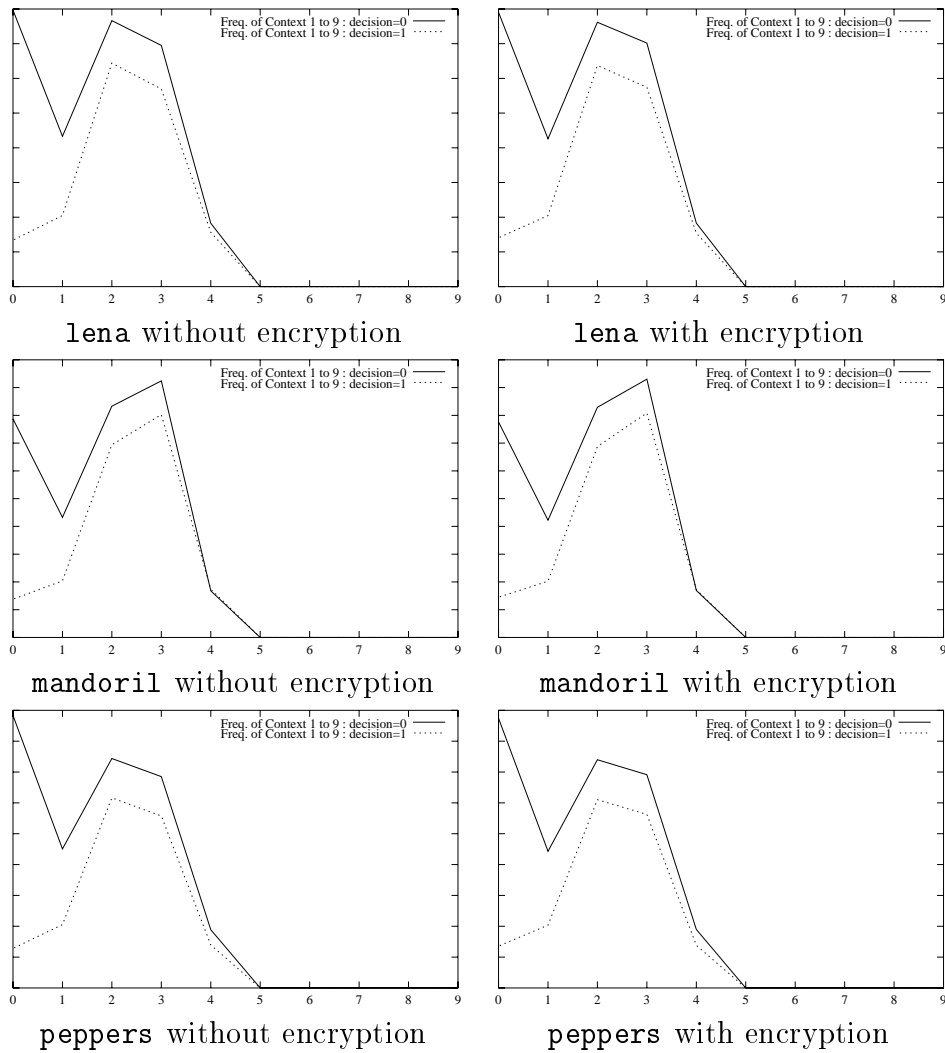 Freq. of Context 1 to 9 : decision=0
Freq. of Context 1 to 9 : decision=1
0 1 2 3 4 5 6 7 8 9
lena without encryption
Freq. of Context 1 to 9 : decision=0
Freq. of Context 1 to 9 : decision=1
0 1 2 3 4 5 6 7 8 9
lena with encryption
Freq. of Context 1 to 9 : decision=0
Freq. of Context 1 to 9 : decision=1
0 1 2 3 4 5 6 7 8 9
mandoril without encryption
Freq. of Context 1 to 9 : decision=0
Freq. of Context 1 to 9 : decision=1
0 1 2 3 4 5 6 7 8 9
mandoril with encryption
Freq. of Context 1 to 9 : decision=0
Freq. of Context 1 to 9 : decision=1
0 1 2 3 4 5 6 7 8 9
peppers without encryption
Freq. of Context 1 to 9 : decision=0
Freq. of Context 1 to 9 : decision=1
0 1 2 3 4 5 6 7 8 9
peppers with encryption